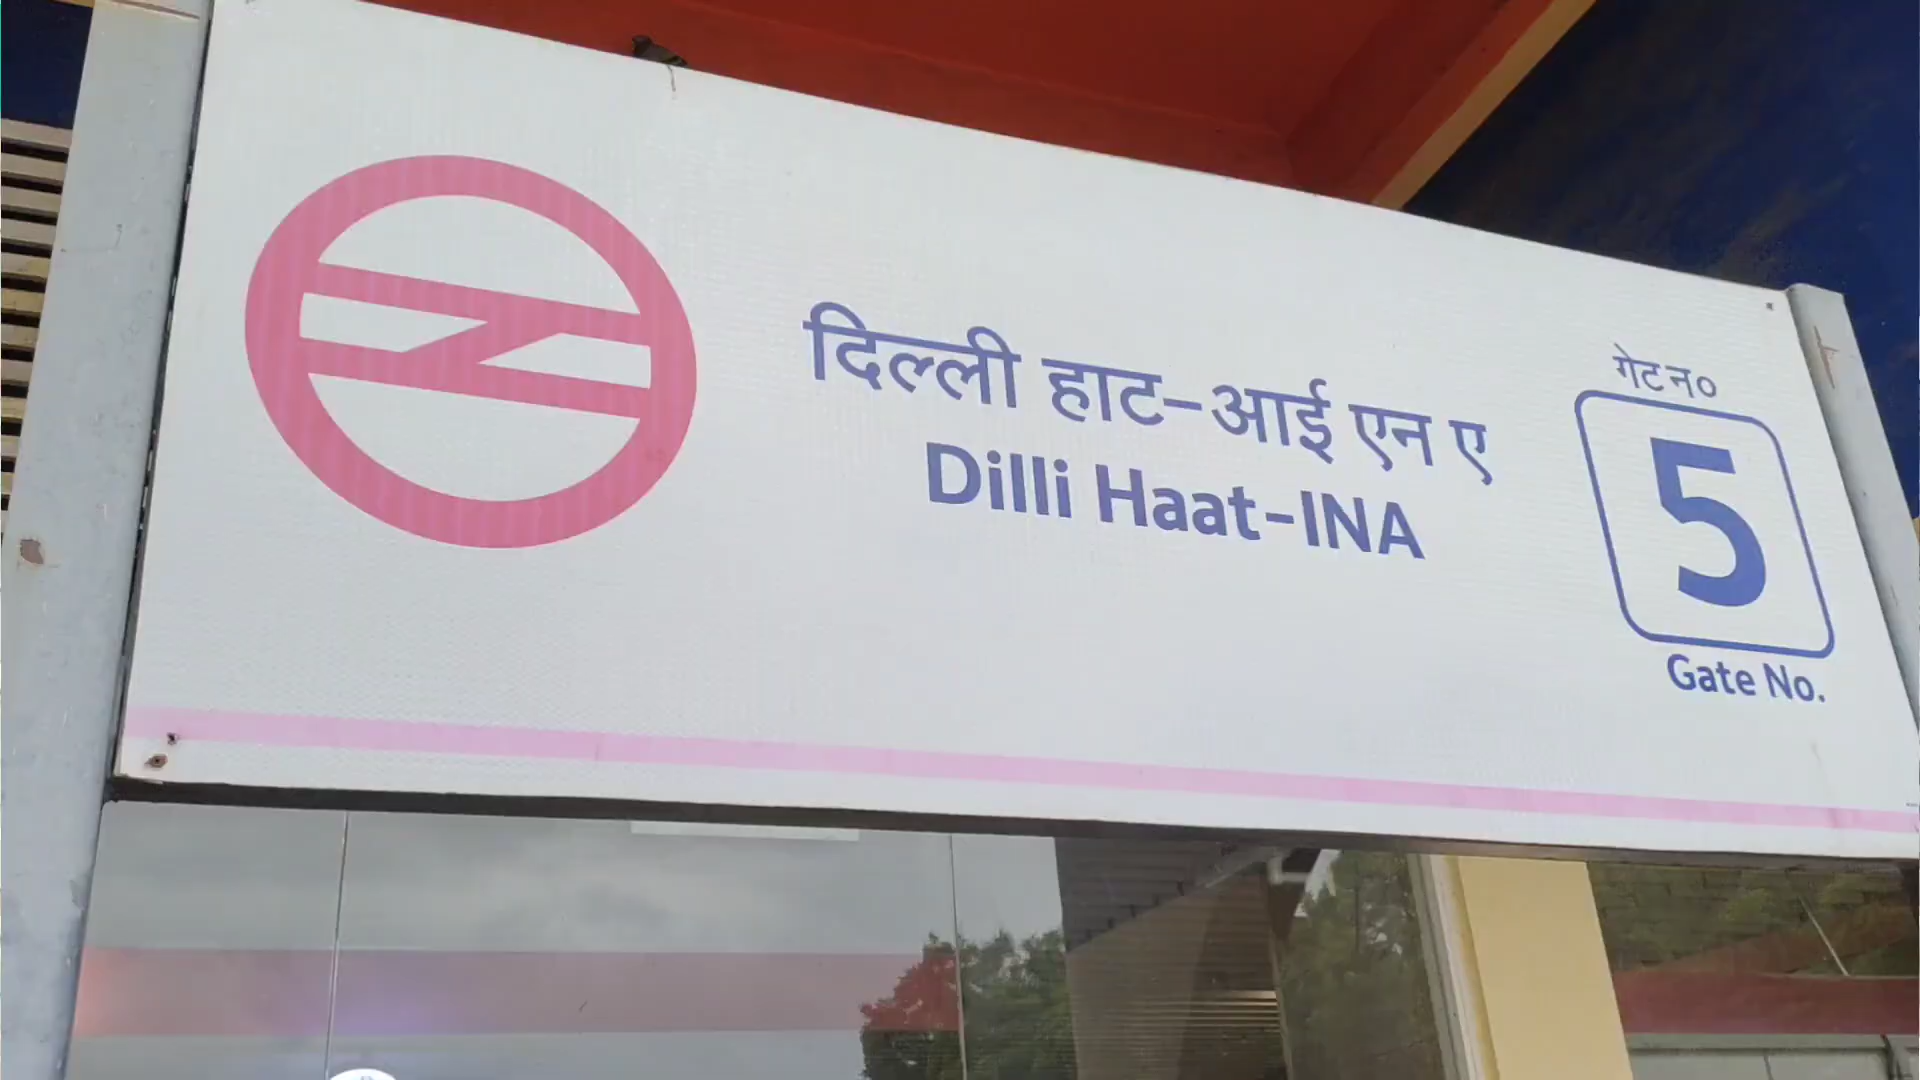 दिल्ली हाट-आई एन ए
Dilli Haat-INA
गेट न०
5
Gate No.